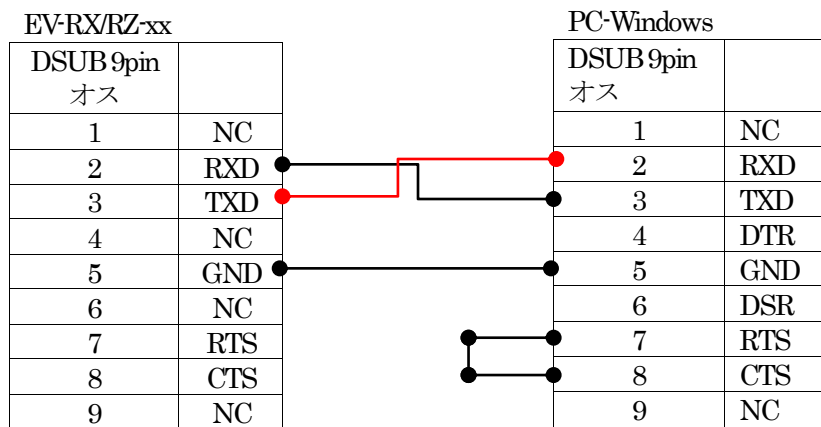 EV-RX/RZ-xx
DSUB 9pin
オス
1 NC
2 RXD
3 TXD
4 NC
5 GND
6 NC
7 RTS
8 CTS
9 NC
PC-Windows
DSUB 9pin
オス
1 NC
2 RXD
3 TXD
4 DTR
5 GND
6 DSR
7 RTS
8 CTS
9 NC